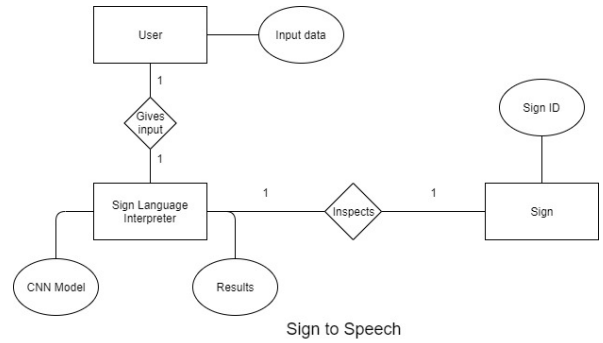 User
Input data
1
Gives
input
1
Sign ID
Sign Language
Interpreter
1
Inspects
1
Sign
CNN Model
Results
Sign to Speech